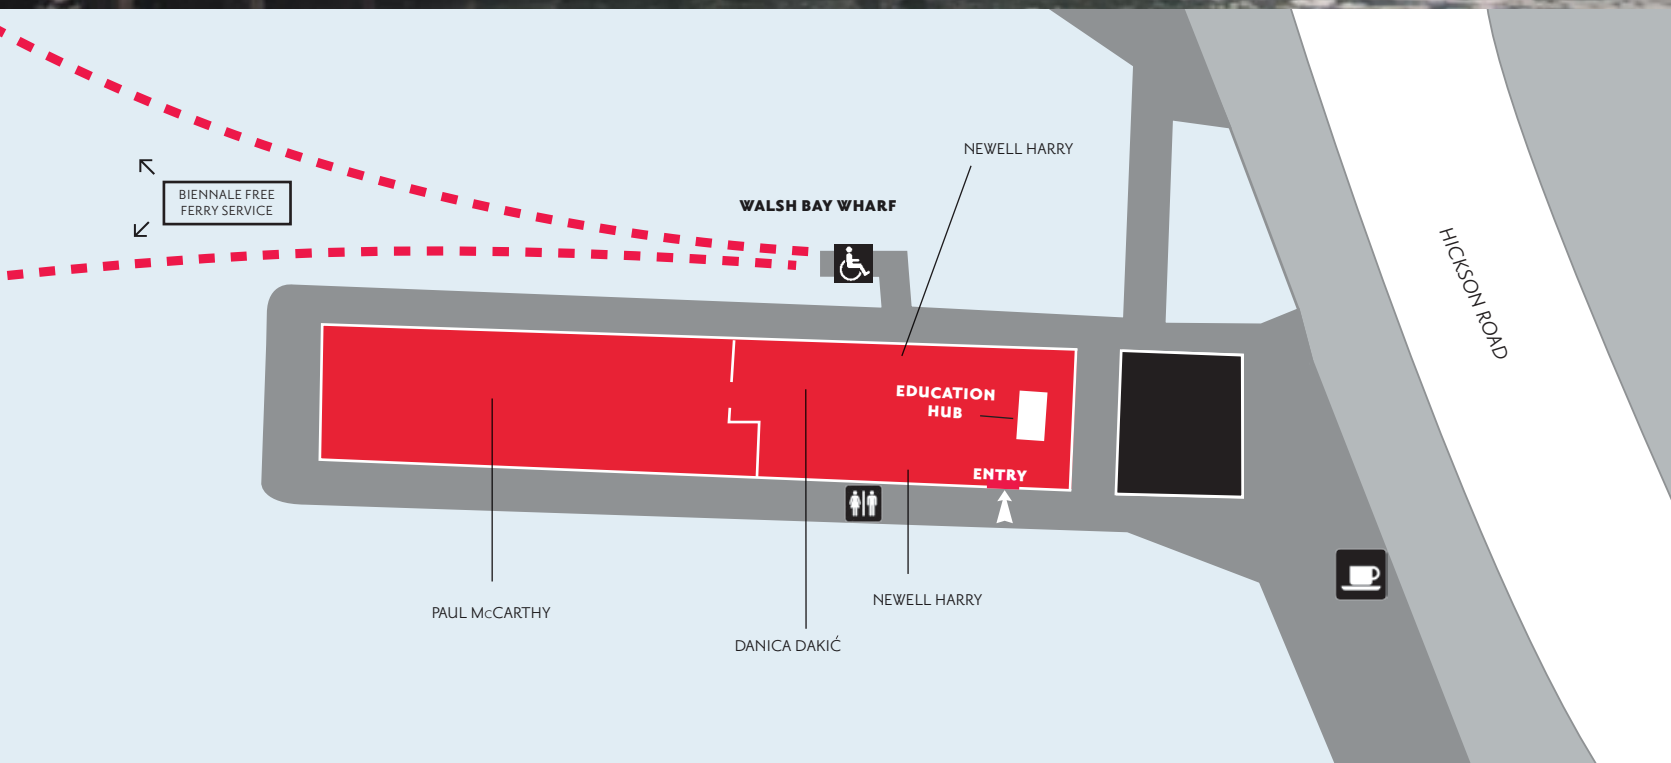 NEWELL HARRY
BIENNALE FREE
FERRY SERVICE
WALSH BAY WHARF
HICKSON ROAD
EDUCATION
HUB
ENTRY
PAUL McCARTHY
NEWELL HARRY
DANICA DAKIĆ